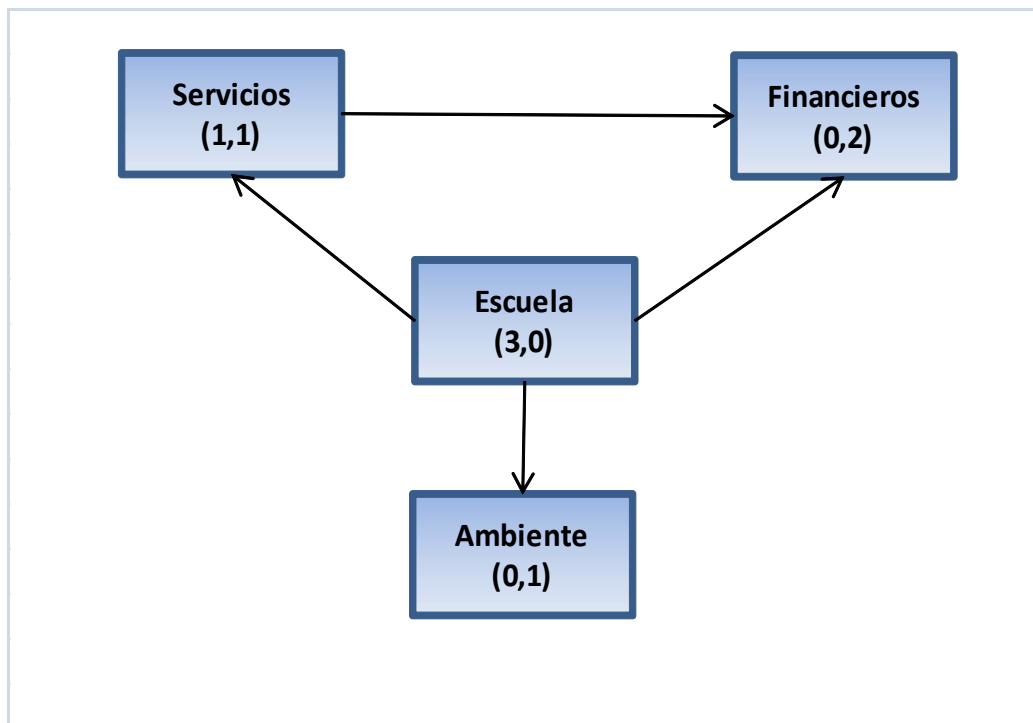 Servicios
(1,1)
Financieros
(0,2)
Escuela
(3,0)
Ambiente
(0,1)